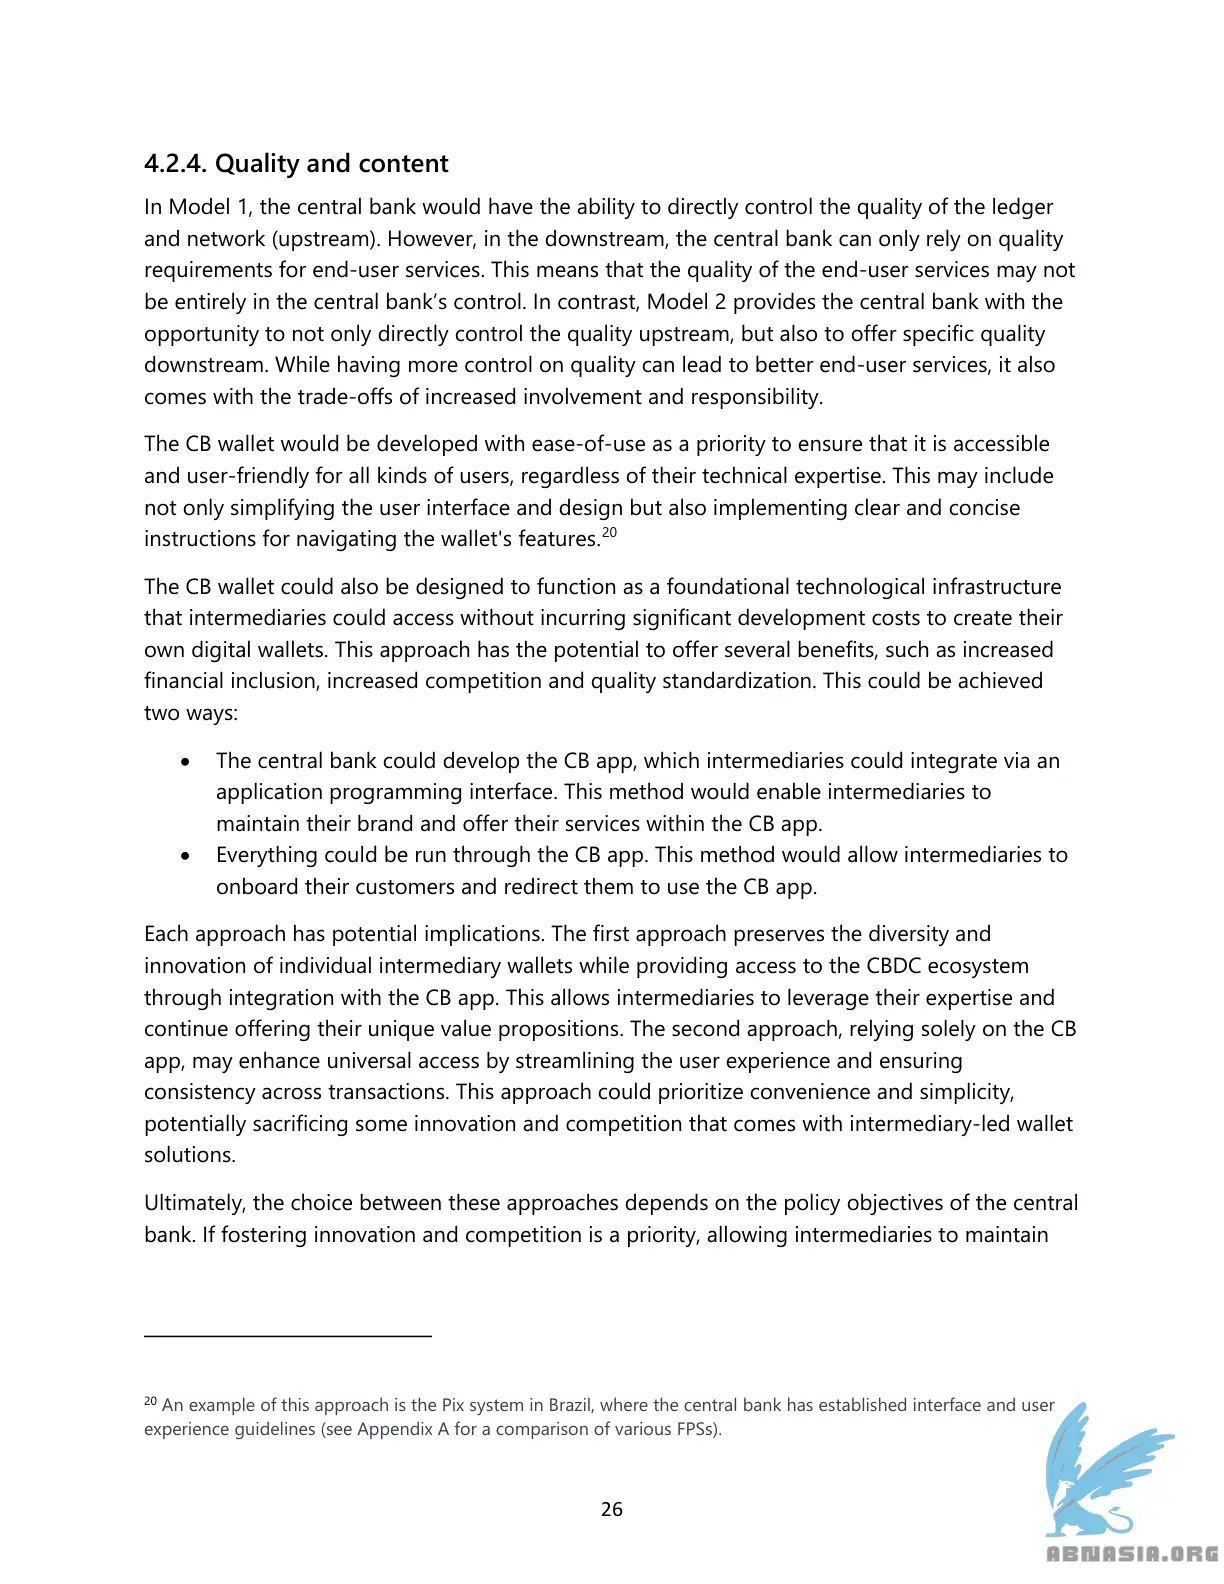 4.2.4. Quality and content
In Model 1, the central bank would have the ability to directly control the quality of the ledger
and network (upstream). However, in the downstream, the central bank can only rely on quality
requirements for end-user services. This means that the quality of the end-user services may not
be entirely in the central bank’s control. In contrast, Model 2 provides the central bank with the
opportunity to not only directly control the quality upstream, but also to offer specific quality
downstream. While having more control on quality can lead to better end-user services, it also
comes with the trade-offs of increased involvement and responsibility.
The CB wallet would be developed with ease-of-use as a priority to ensure that it is accessible
and user-friendly for all kinds of users, regardless of their technical expertise. This may include
not only simplifying the user interface and design but also implementing clear and concise
instructions for navigating the wallet's features.20
The CB wallet could also be designed to function as a foundational technological infrastructure
that intermediaries could access without incurring significant development costs to create their
own digital wallets. This approach has the potential to offer several benefits, such as increased
financial inclusion, increased competition and quality standardization. This could be achieved
two ways:
• The central bank could develop the CB app, which intermediaries could integrate via an
application programming interface. This method would enable intermediaries to
maintain their brand and offer their services within the CB app.
• Everything could be run through the CB app. This method would allow intermediaries to
onboard their customers and redirect them to use the CB app.
Each approach has potential implications. The first approach preserves the diversity and
innovation of individual intermediary wallets while providing access to the CBDC ecosystem
through integration with the CB app. This allows intermediaries to leverage their expertise and
continue offering their unique value propositions. The second approach, relying solely on the CB
app, may enhance universal access by streamlining the user experience and ensuring
consistency across transactions. This approach could prioritize convenience and simplicity,
potentially sacrificing some innovation and competition that comes with intermediary-led wallet
solutions.
Ultimately, the choice between these approaches depends on the policy objectives of the central
bank. If fostering innovation and competition is a priority, allowing intermediaries to maintain
20 An example of this approach is the Pix system in Brazil, where the central bank has established interface and user
experience guidelines (see Appendix A for a comparison of various FPSs).
26
ABNASIA.ORG